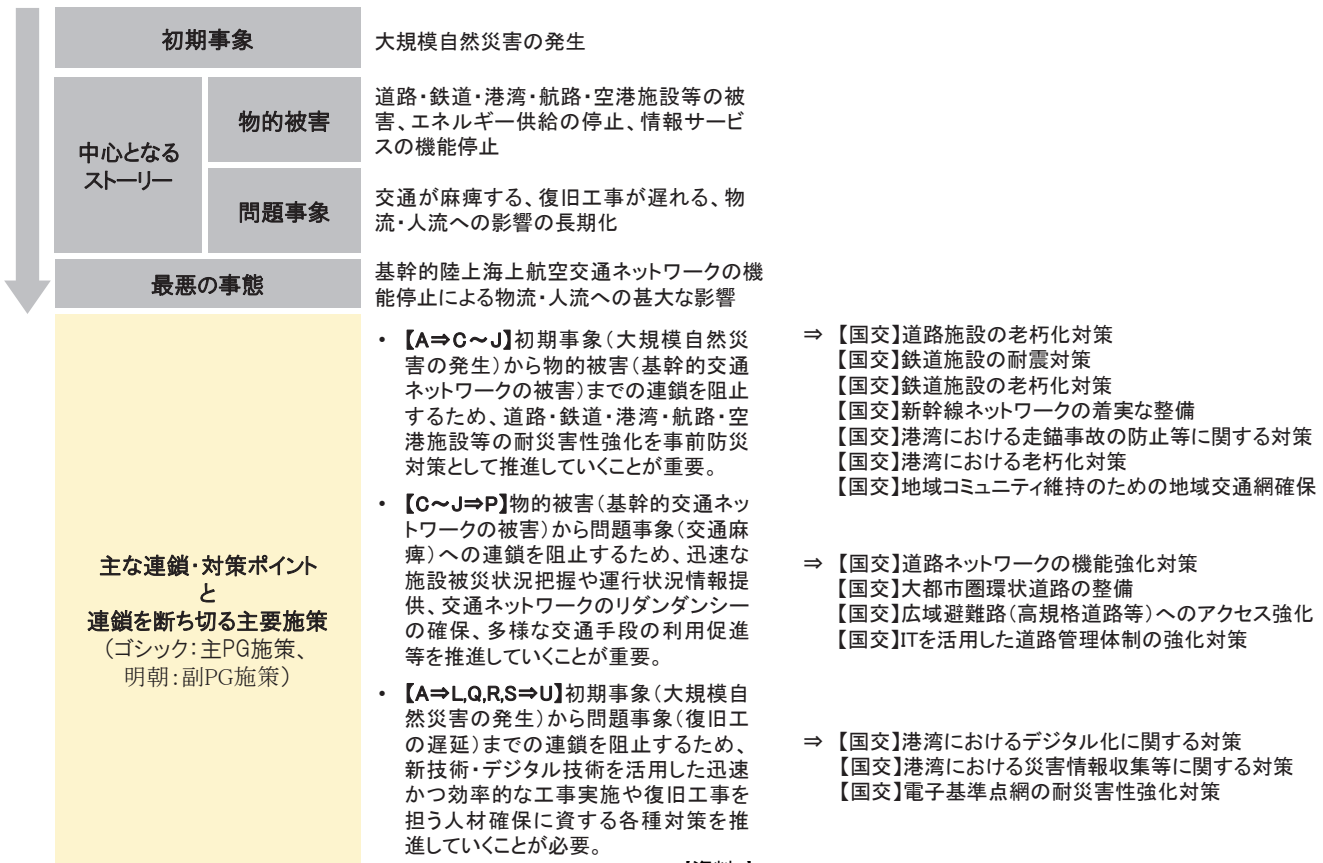 初期事象
大規模自然災害の発生
中心となる
ストーリー
物的被害
道路・鉄道・港湾・航路・空港施設等の被
害、エネルギー供給の停止、情報サービ
スの機能停止
問題事象
交通が麻痺する、復旧工事が遅れる、物
流・人流への影響の長期化
最悪の事態
基幹的陸上海上航空交通ネットワークの機
能停止による物流・人流への甚大な影響
主な連鎖・対策ポイント
と
連鎖を断ち切る主要施策
（ゴシック：主PG施策、
明朝：副PG施策）
・ 【A⇒C～J】初期事象（大規模自然災
害の発生）から物的被害（基幹的交通
ネットワークの被害）までの連鎖を阻止
するため、道路・鉄道・港湾・航路・空
港施設等の耐災害性強化を事前防災
対策として推進していくことが重要。
⇒ 【国交】道路施設の老朽化対策
【国交】鉄道施設の耐震対策
【国交】鉄道施設の老朽化対策
【国交】新幹線ネットワークの着実な整備
【国交】港湾における走錨事故の防止等に関する対策
【国交】港湾における老朽化対策
【国交】地域コミュニティ維持のための地域交通網確保
・ 【C～J⇒P】物的被害（基幹的交通ネッ
トワークの被害）から問題事象（交通麻
痺）への連鎖を阻止するため、迅速な
施設被災状況把握や運行状況情報提
供、交通ネットワークのリダンダンシー
の確保、多様な交通手段の利用促進
等を推進していくことが重要。
⇒ 【国交】道路ネットワークの機能強化対策
【国交】大都市圏環状道路の整備
【国交】広域避難路（高規格道路等）へのアクセス強化
【国交】ITを活用した道路管理体制の強化対策
・ 【A⇒L,Q,R,S⇒U】初期事象（大規模自
然災害の発生）から問題事象（復旧工
の遅延）までの連鎖を阻止するため、
新技術・デジタル技術を活用した迅速
かつ効率的な工事実施や復旧工事を
担う人材確保に資する各種対策を推
進していくことが必要。
⇒ 【国交】港湾におけるデジタル化に関する対策
【国交】港湾における災害情報収集等に関する対策
【国交】電子基準点網の耐災害性強化対策